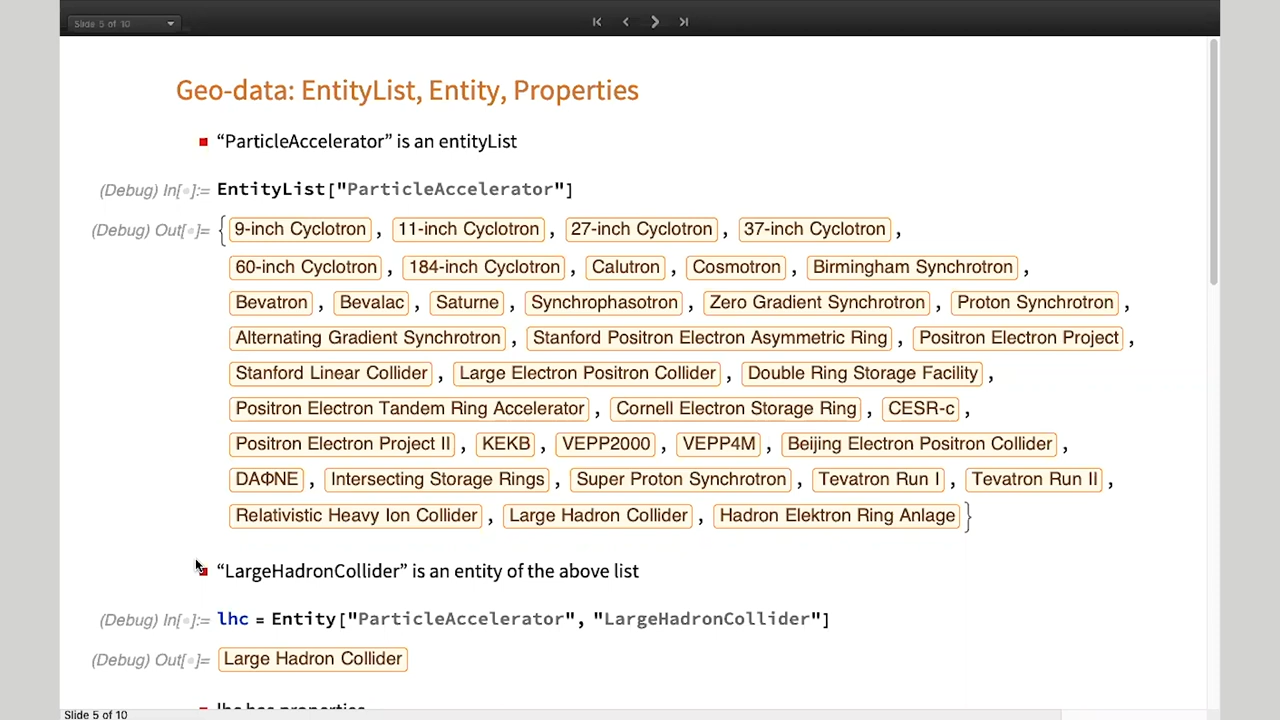 Slide 5 of 10
Geo-data: EntityList, Entity, Properties
“ParticleAccelerator” is an entityList
(Debug) In[ ]:= EntityList["ParticleAccelerator"]
(Debug) Out[ ]= {9-inch Cyclotron, 11-inch Cyclotron, 27-inch Cyclotron, 37-inch Cyclotron,
60-inch Cyclotron, 184-inch Cyclotron, Calutron, Cosmotron, Birmingham Synchrotron,
Bevatron, Bevalac, Saturne, Synchrophasotron, Zero Gradient Synchrotron, Proton Synchrotron,
Alternating Gradient Synchrotron, Stanford Positron Electron Asymmetric Ring, Positron Electron Project,
Stanford Linear Collider, Large Electron Positron Collider, Double Ring Storage Facility,
Positron Electron Tandem Ring Accelerator, Cornell Electron Storage Ring, CESR-c,
Positron Electron Project II, KEKB, VEPP2000, VEPP4M, Beijing Electron Positron Collider,
DAΦNE, Intersecting Storage Rings, Super Proton Synchrotron, Tevatron Run I, Tevatron Run II,
Relativistic Heavy Ion Collider, Large Hadron Collider, Hadron Elektron Ring Anlage}
“LargeHadronCollider” is an entity of the above list
(Debug) In[ ]:= lhc = Entity["ParticleAccelerator", "LargeHadronCollider"]
(Debug) Out[ ]= Large Hadron Collider
lhc has properties
Slide 5 of 10